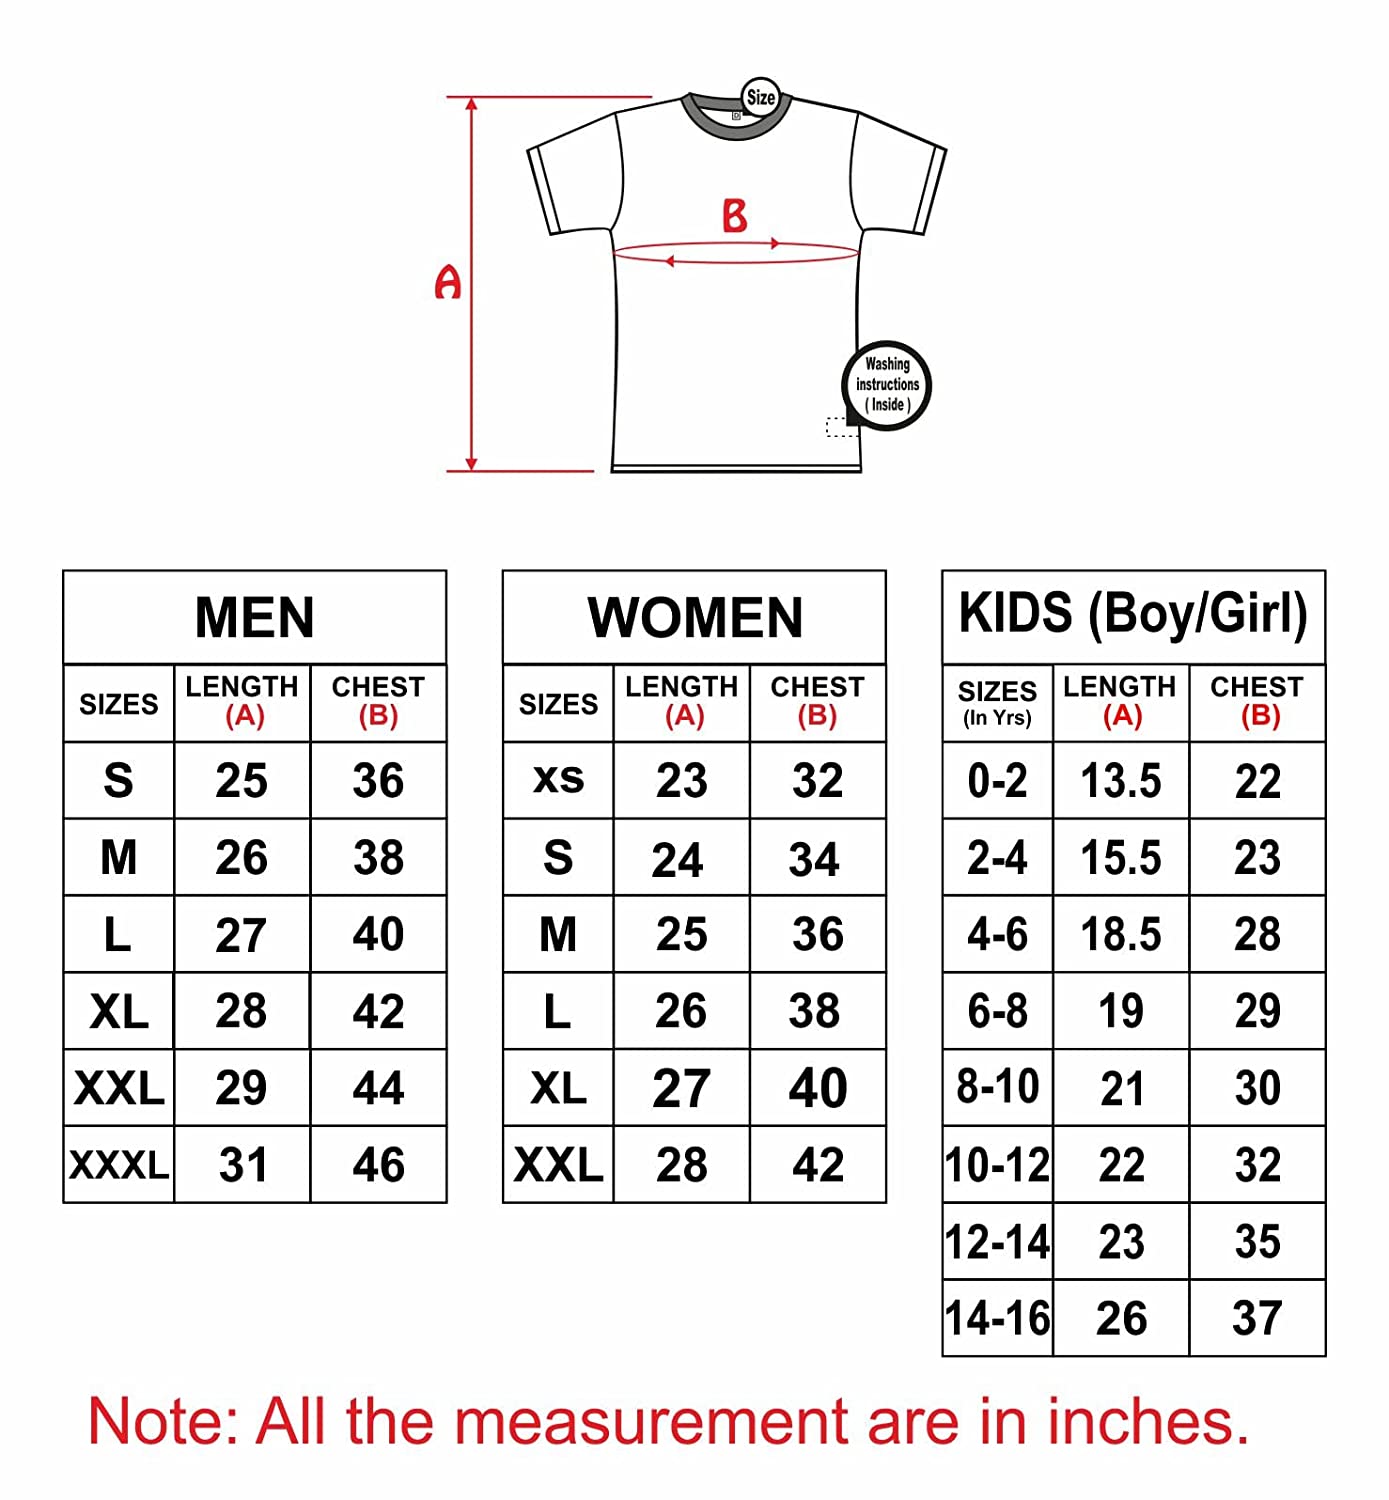 Size
B
A
Washing
instructions
( Inside )
MEN
SIZES LENGTH (A) CHEST (B)
S 25 36
M 26 38
L 27 40
XL 28 42
XXL 29 44
XXXL 31 46
WOMEN
SIZES LENGTH (A) CHEST (B)
XS 23 32
S 24 34
M 25 36
L 26 38
XL 27 40
XXL 28 42
KIDS (Boy/Girl)
SIZES (In Yrs) LENGTH (A) CHEST (B)
0-2 13.5 22
2-4 15.5 23
4-6 18.5 28
6-8 19 29
8-10 21 30
10-12 22 32
12-14 23 35
14-16 26 37
Note: All the measurement are in inches.